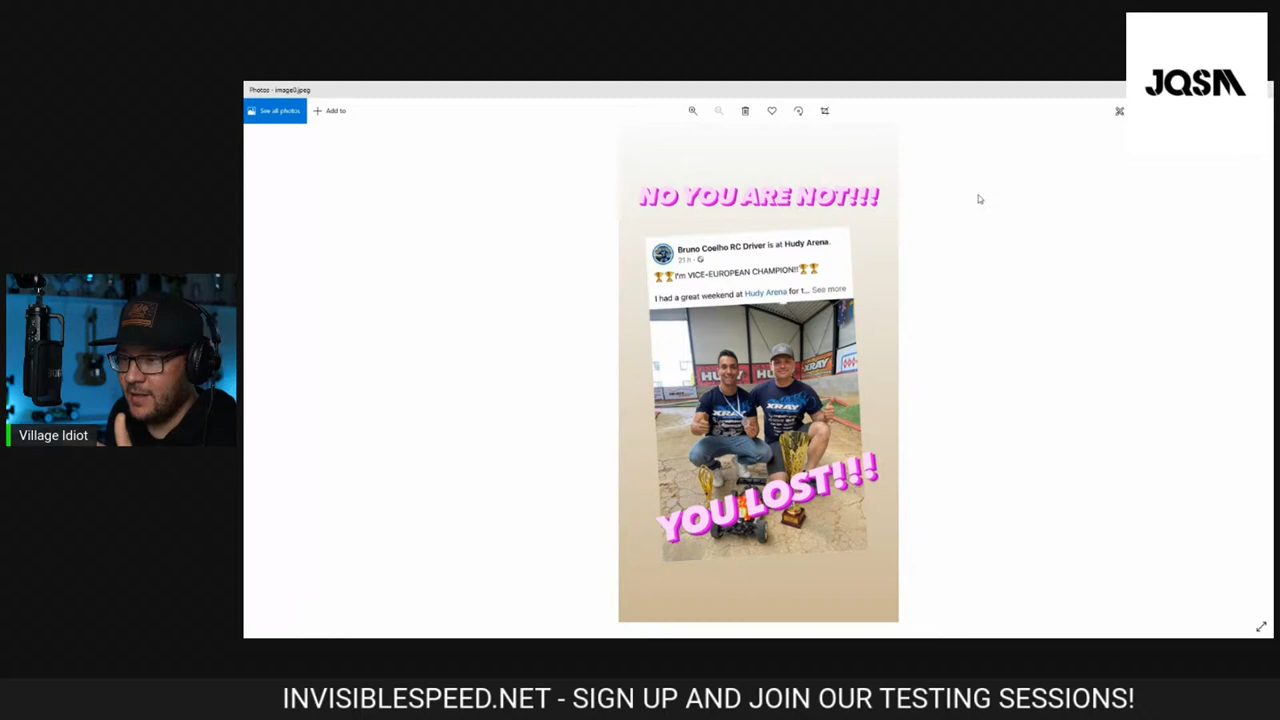 JQSM
Photos - image0.jpeg
See all photos
Add to
NO YOU ARE NOT!!!
Bruno Coelho RC Driver is at Hudy Arena.
21 h
🏆🏆I'm VICE-EUROPEAN CHAMPION!!🏆🏆
I had a great weekend at Hudy Arena for t... See more
HUDY
XRAY
XRAY
XRAY
YOU LOST!!!
Village Idiot
INVISIBLESPEED.NET - SIGN UP AND JOIN OUR TESTING SESSIONS!